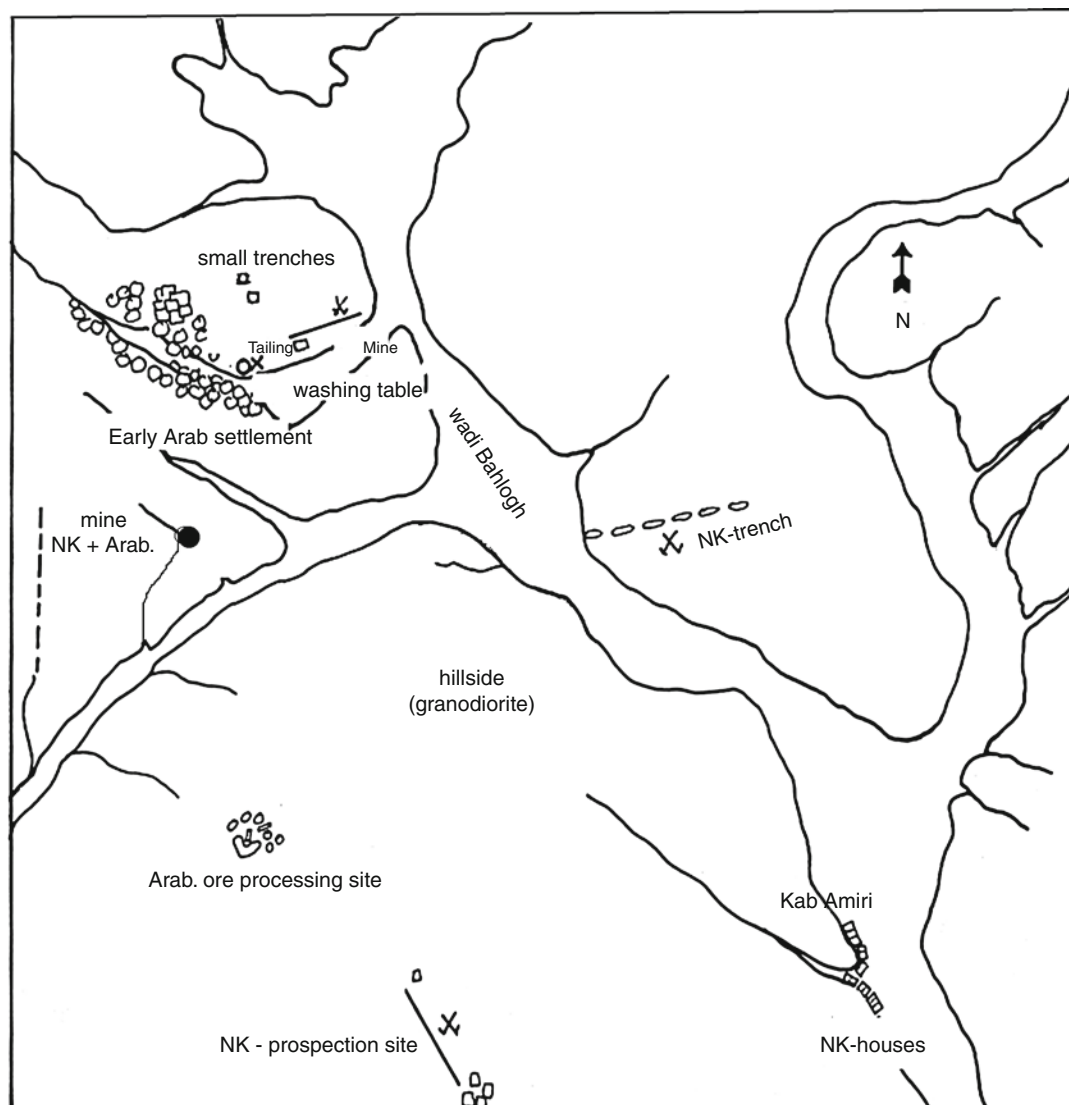 small trenches
N
Tailing
Mine
washing table
Early Arab settlement
wadi Bahlogh
mine
NK + Arab.
NK-trench
hillside
(granodiorite)
Arab. ore processing site
Kab Amiri
NK - prospection site
NK-houses